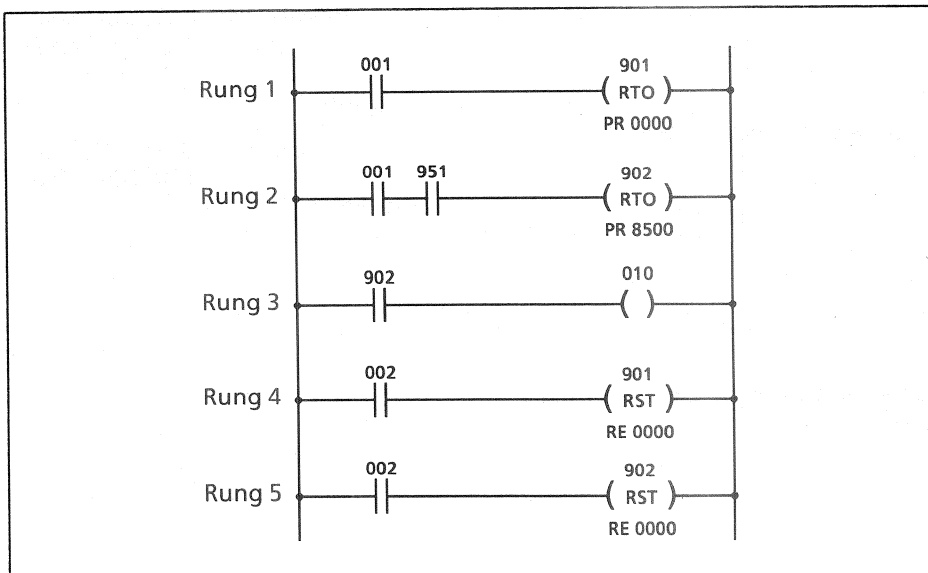 001 901
Rung 1 RTO
PR 0000
001 951 902
Rung 2 RTO
PR 8500
902 010
Rung 3
002 901
Rung 4 RST
RE 0000
002 902
Rung 5 RST
RE 0000